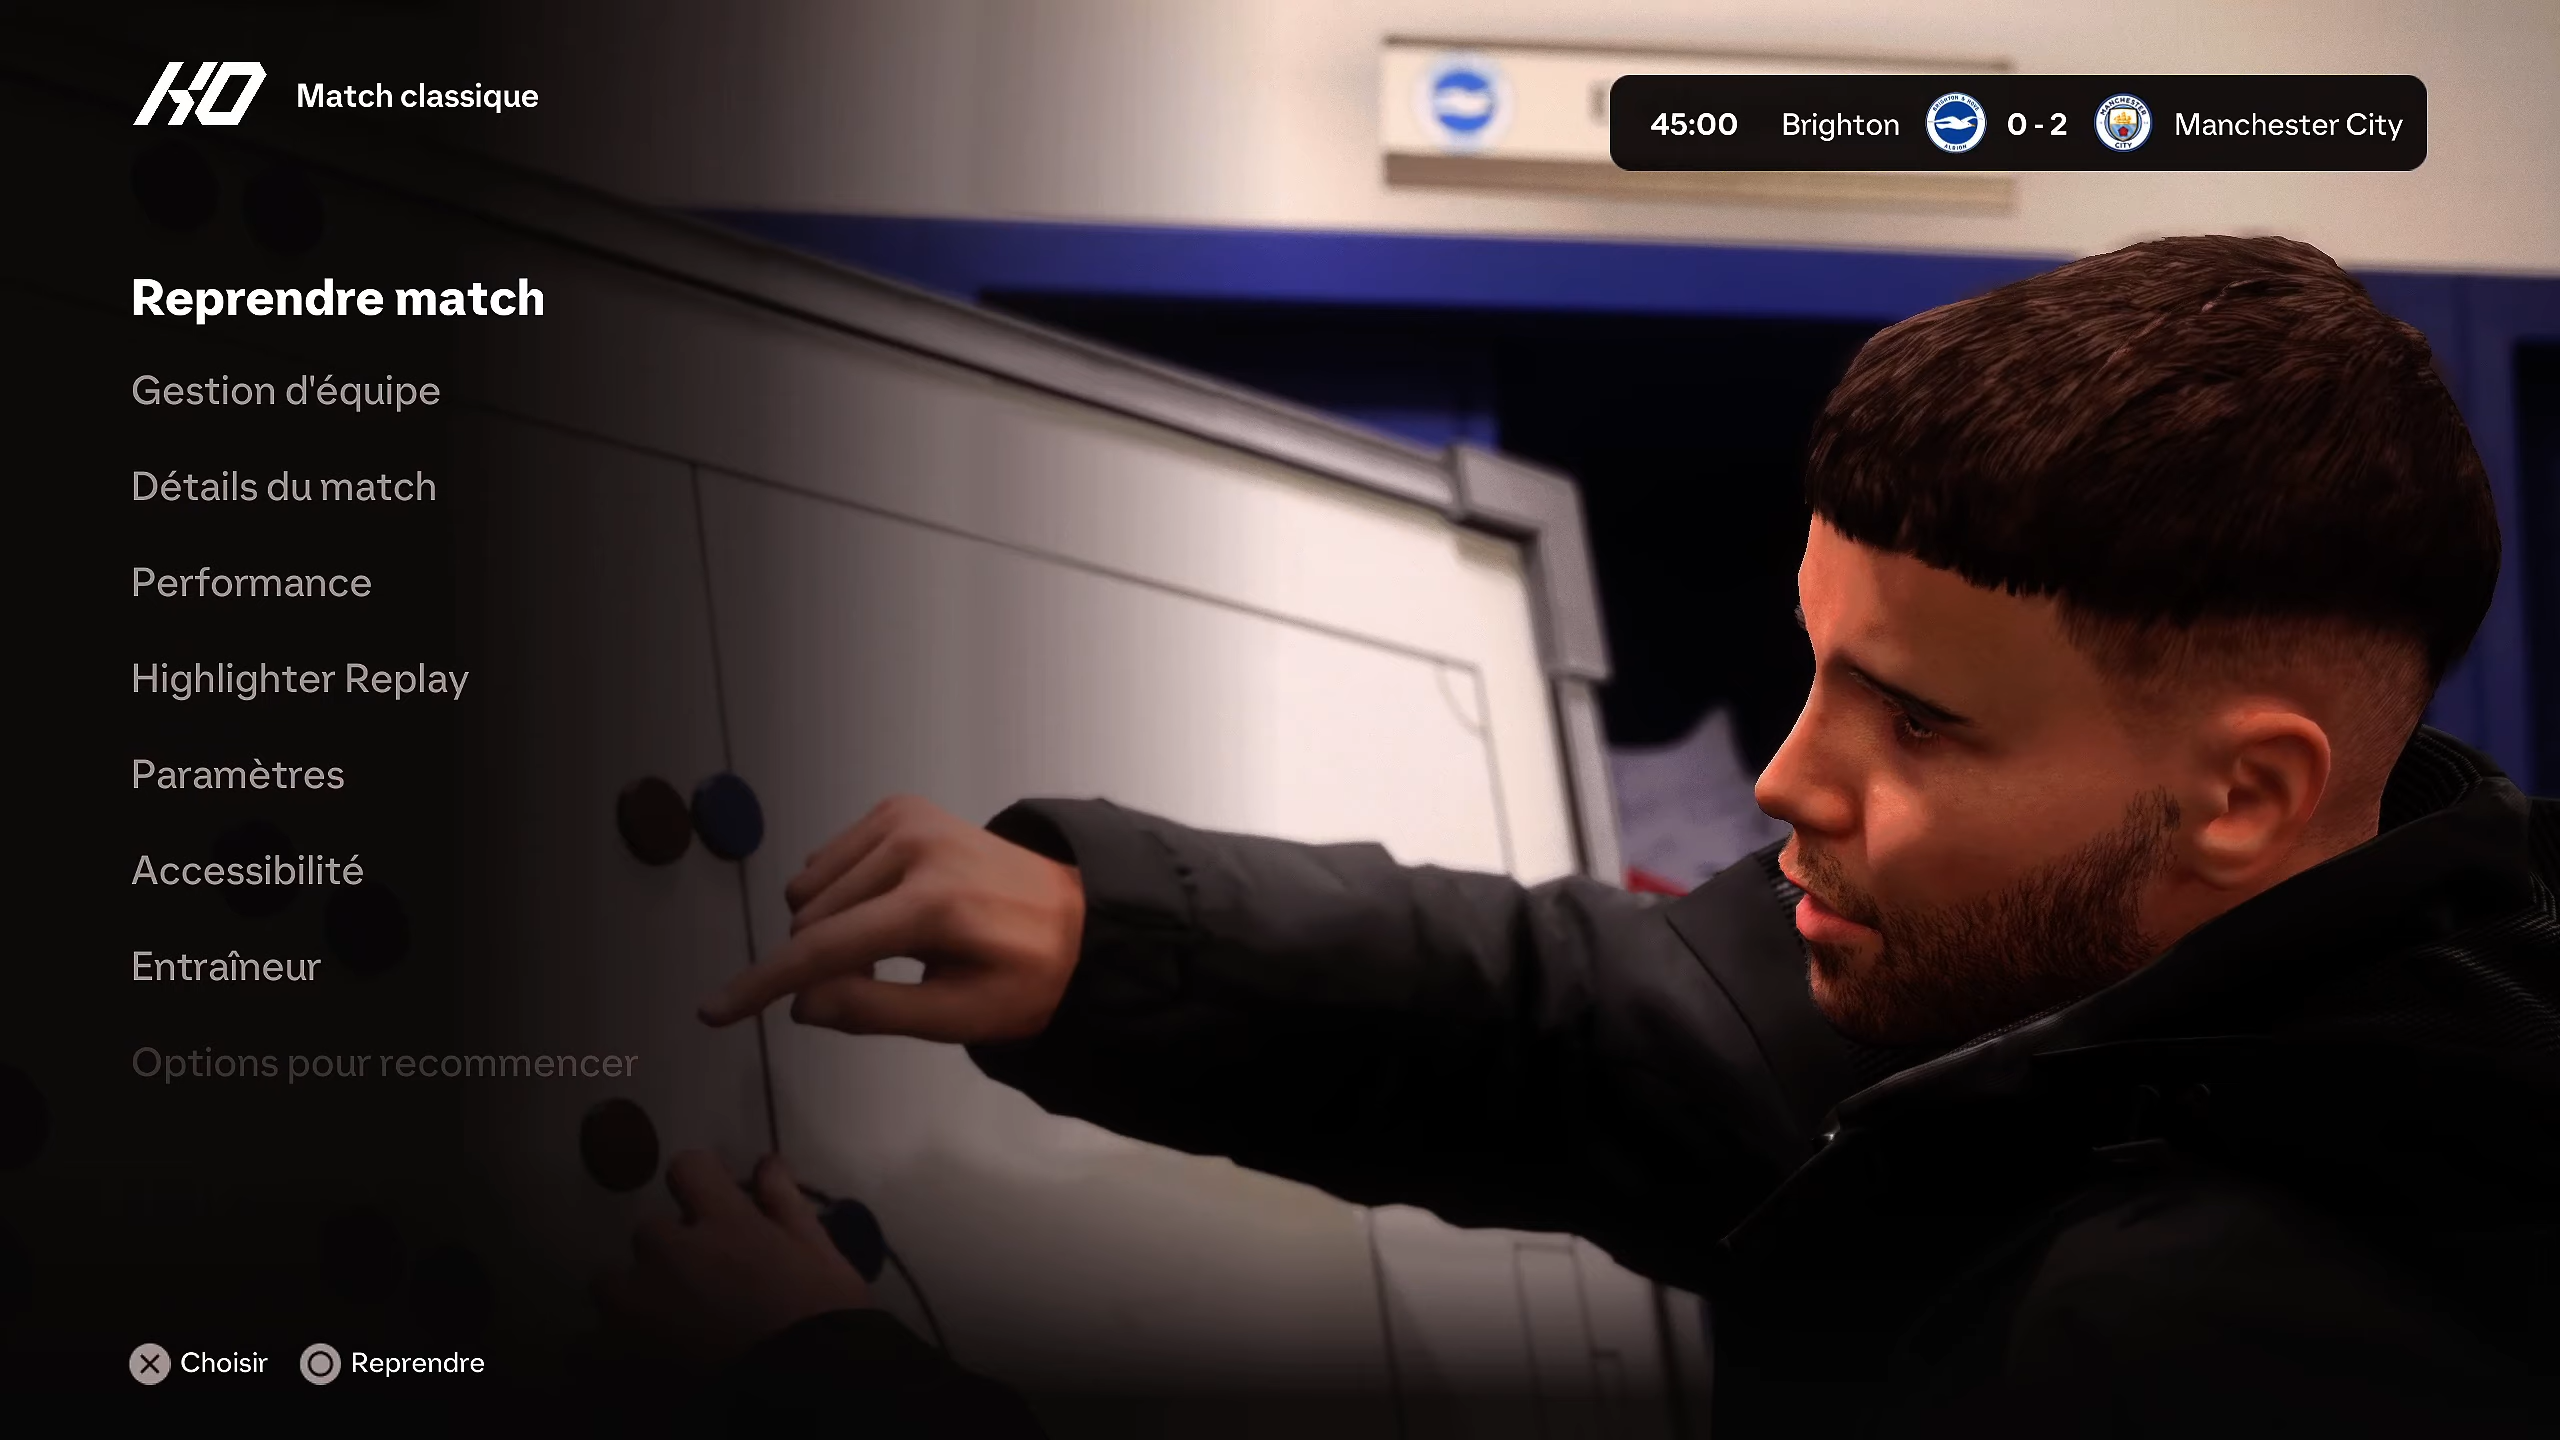 KO Match classique
45:00 Brighton 0 - 2 Manchester City
Reprendre match
Gestion d'équipe
Détails du match
Performance
Highlighter Replay
Paramètres
Accessibilité
Entraîneur
Options pour recommencer
Choisir Reprendre